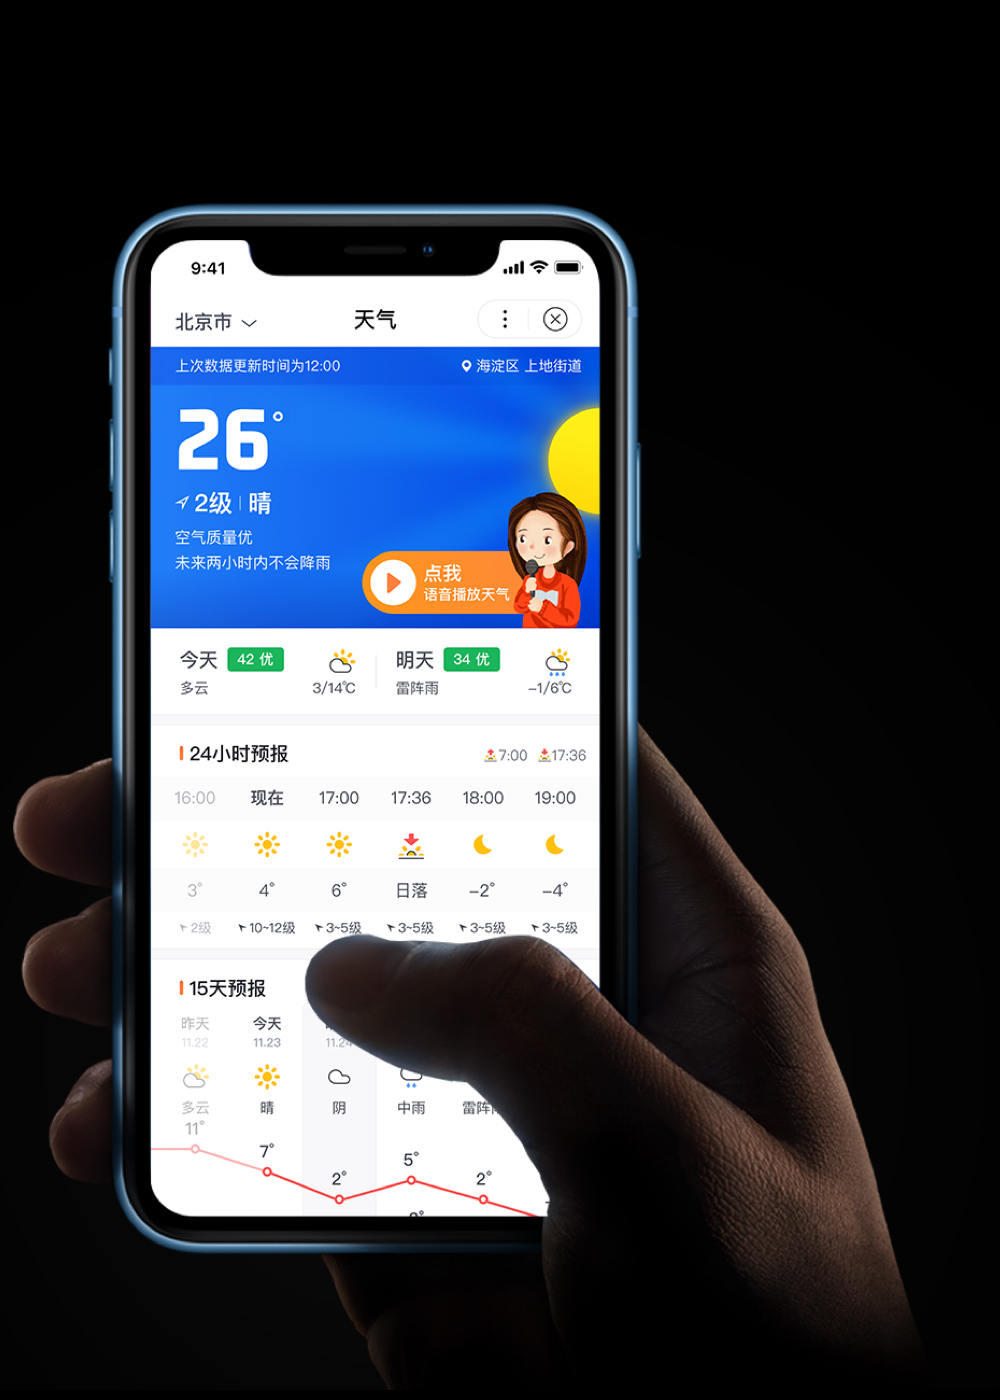 9:41
北京市
天气
上次数据更新时间为12:00
海淀区 上地街道
26°
2级 晴
空气质量优
未来两小时内不会降雨
点我
语音播放天气
今天 42 优
多云
3/14℃
明天 34 优
雷阵雨
-1/6℃
24小时预报
7:00 17:36
16:00 现在 17:00 17:36 18:00 19:00
3° 4° 6° 日落 -2° -4°
2级 10~12级 3~5级 3~5级 3~5级 3~5级
15天预报
昨天 今天
11.22 11.23 11.24
多云 晴 阴 中雨 雷阵
11° 7° 2° 5° 2°